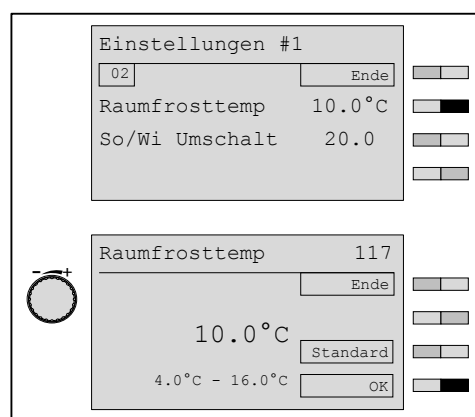 Einstellungen #1
02 Ende
Raumfrosttemp 10.0°C
So/Wi Umschalt 20.0
Raumfrosttemp 117
Ende
- +
10.0°C
Standard
4.0°C - 16.0°C OK